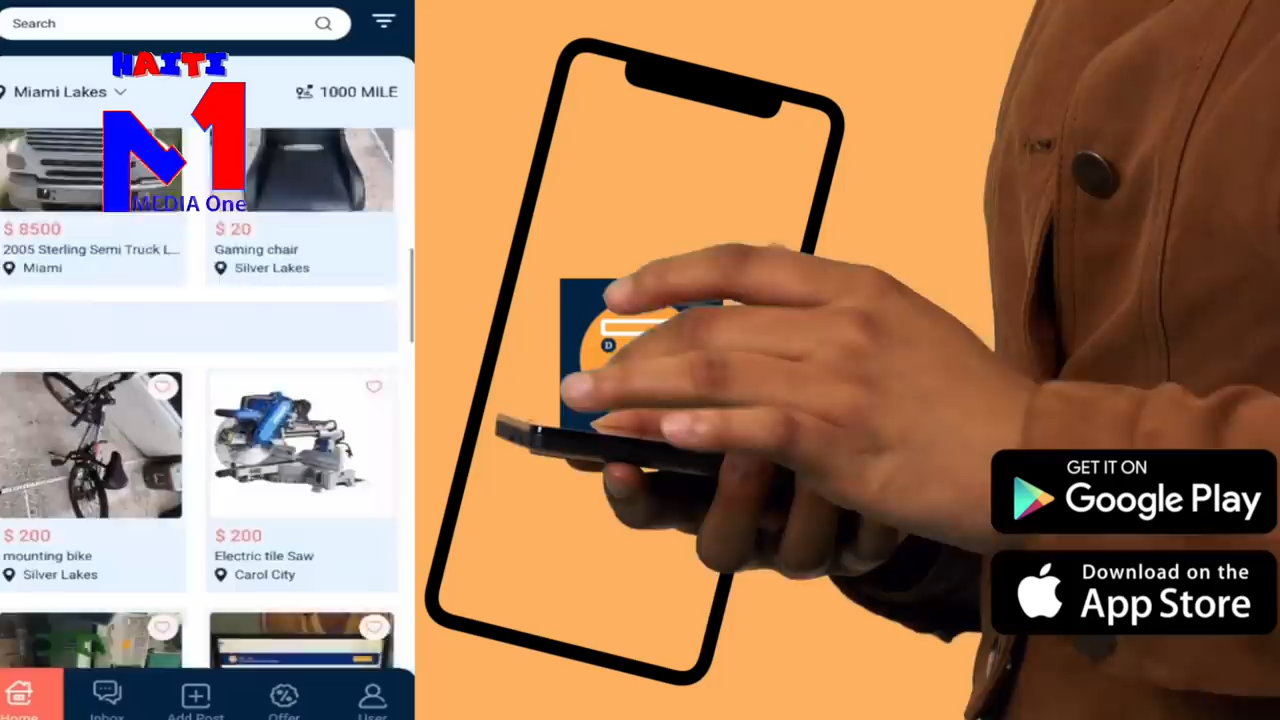 Search
HAITI
Miami Lakes
1000 MILE
M1
MEDIA One
$ 8500
2005 Sterling Semi Truck L...
Miami
$ 20
Gaming chair
Silver Lakes
$ 200
mounting bike
Silver Lakes
$ 200
Electric tile Saw
Carol City
Home
Inbox
Add Post
Offer
User
D
GET IT ON
Google Play
Download on the
App Store